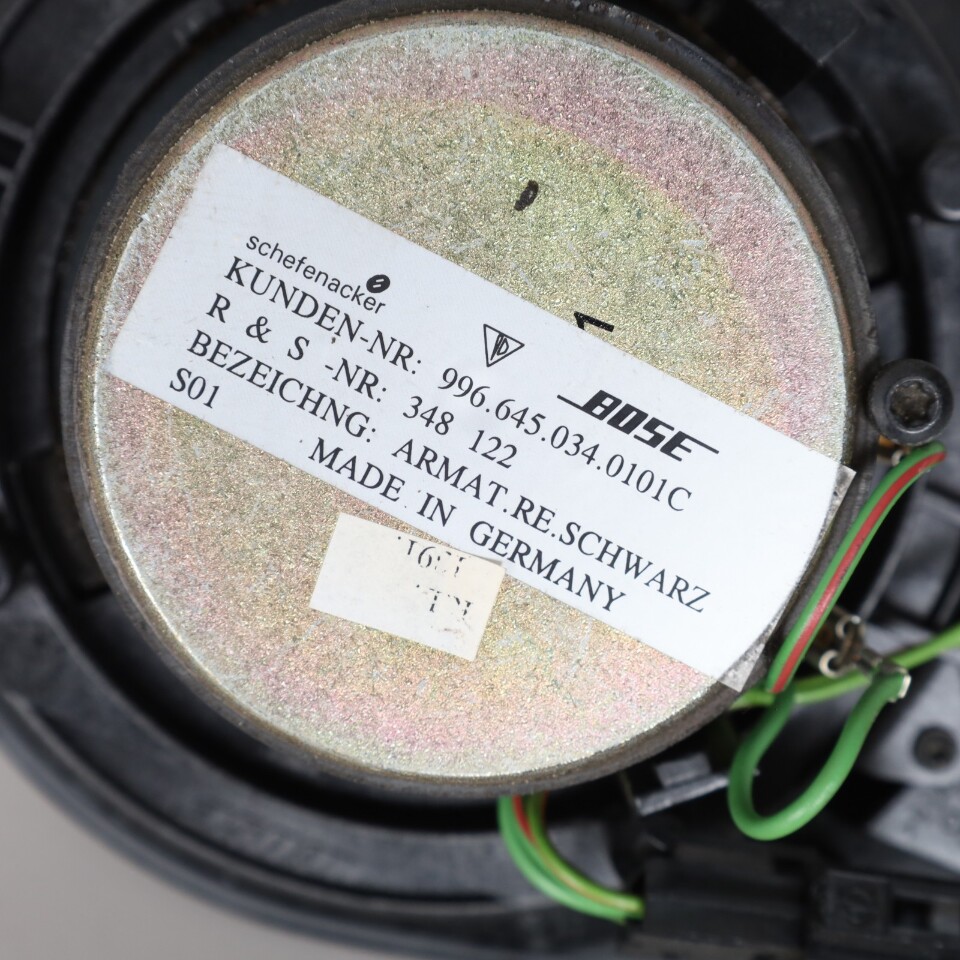 schefenacker
BOSE
KUNDEN-NR: 996.645.034.0101C
R & S -NR: 348 122
BEZEICHNG: ARMAT.RE.SCHWARZ
S01
MADE IN GERMANY